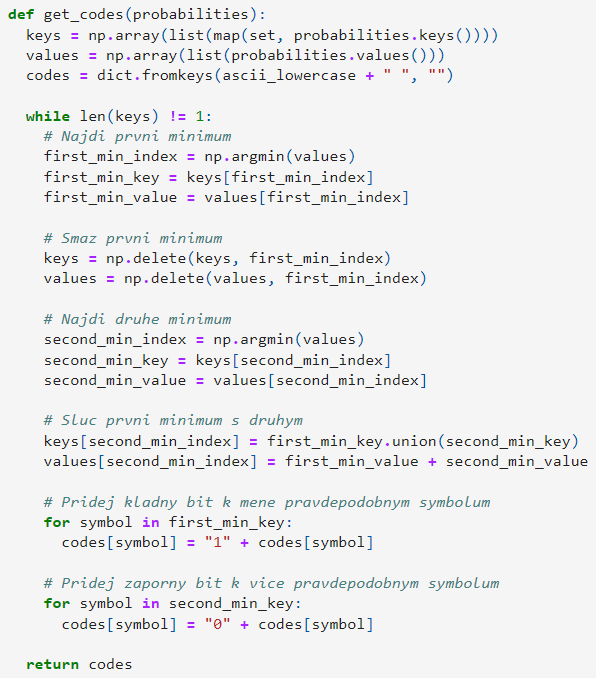 def get_codes(probabilities):
  keys = np.array(list(map(set, probabilities.keys())))
  values = np.array(list(probabilities.values()))
  codes = dict.fromkeys(ascii_lowercase + " ", "")

  while len(keys) != 1:
    # Najdi prvni minimum
    first_min_index = np.argmin(values)
    first_min_key = keys[first_min_index]
    first_min_value = values[first_min_index]

    # Smaz prvni minimum
    keys = np.delete(keys, first_min_index)
    values = np.delete(values, first_min_index)

    # Najdi druhe minimum
    second_min_index = np.argmin(values)
    second_min_key = keys[second_min_index]
    second_min_value = values[second_min_index]

    # Sluc prvni minimum s druhym
    keys[second_min_index] = first_min_key.union(second_min_key)
    values[second_min_index] = first_min_value + second_min_value

    # Pridej kladny bit k mene pravdepodobnym symbolum
    for symbol in first_min_key:
      codes[symbol] = "1" + codes[symbol]

    # Pridej zaporny bit k vice pravdepodobnym symbolum
    for symbol in second_min_key:
      codes[symbol] = "0" + codes[symbol]

  return codes